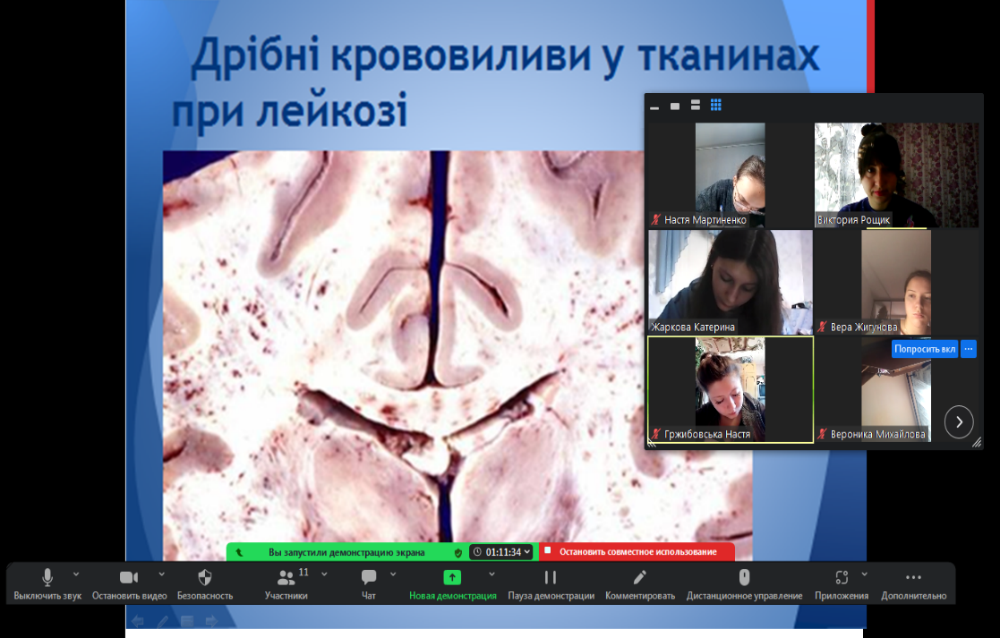 Дрібні крововиливи у тканинах
при лейкозі
Настя Мартиненко
Виктория Рощик
Жаркова Катерина
Вера Жигунова
Попросить вкл
Гржибовська Настя
Вероника Михайлова
Вы запустили демонстрацию экрана
01:11:34
Остановить совместное использование
11
Выключить звук
Остановить видео
Безопасность
Участники
Чат
Новая демонстрация
Пауза демонстрации
Комментировать
Дистанционное управление
Приложения
Дополнительно